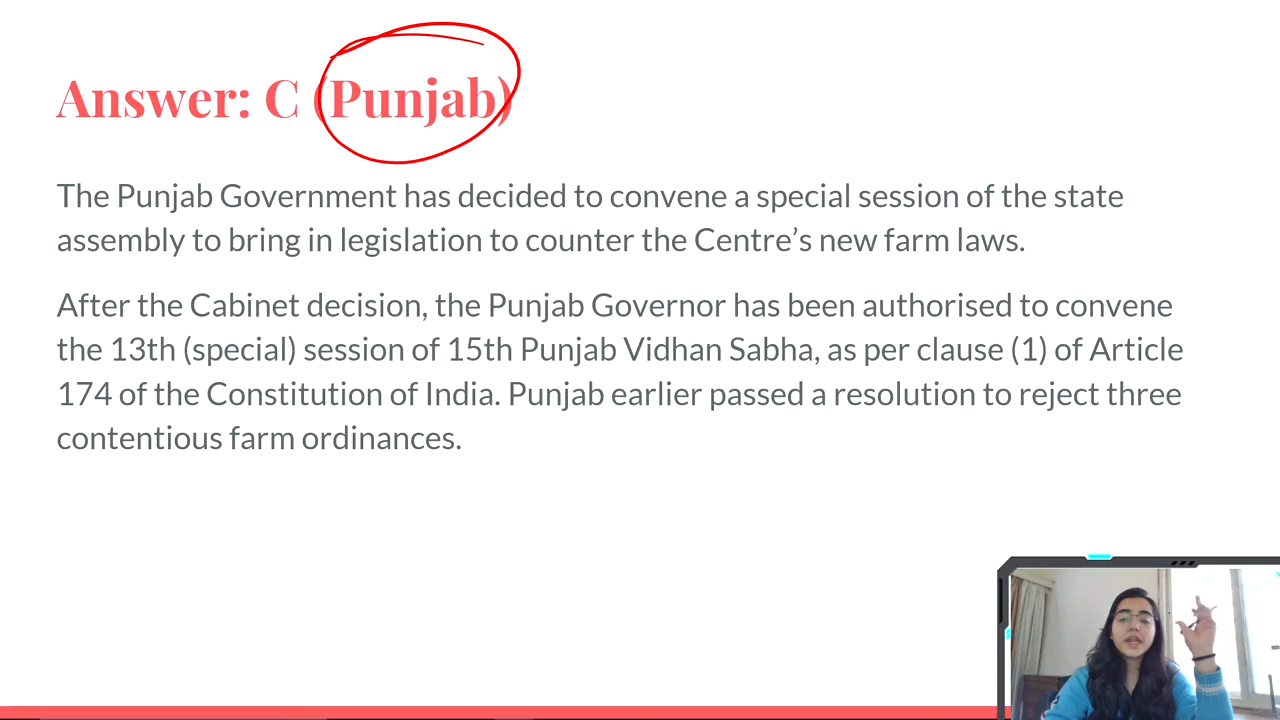 Answer: C (Punjab)
The Punjab Government has decided to convene a special session of the state
assembly to bring in legislation to counter the Centre’s new farm laws.
After the Cabinet decision, the Punjab Governor has been authorised to convene
the 13th (special) session of 15th Punjab Vidhan Sabha, as per clause (1) of Article
174 of the Constitution of India. Punjab earlier passed a resolution to reject three
contentious farm ordinances.